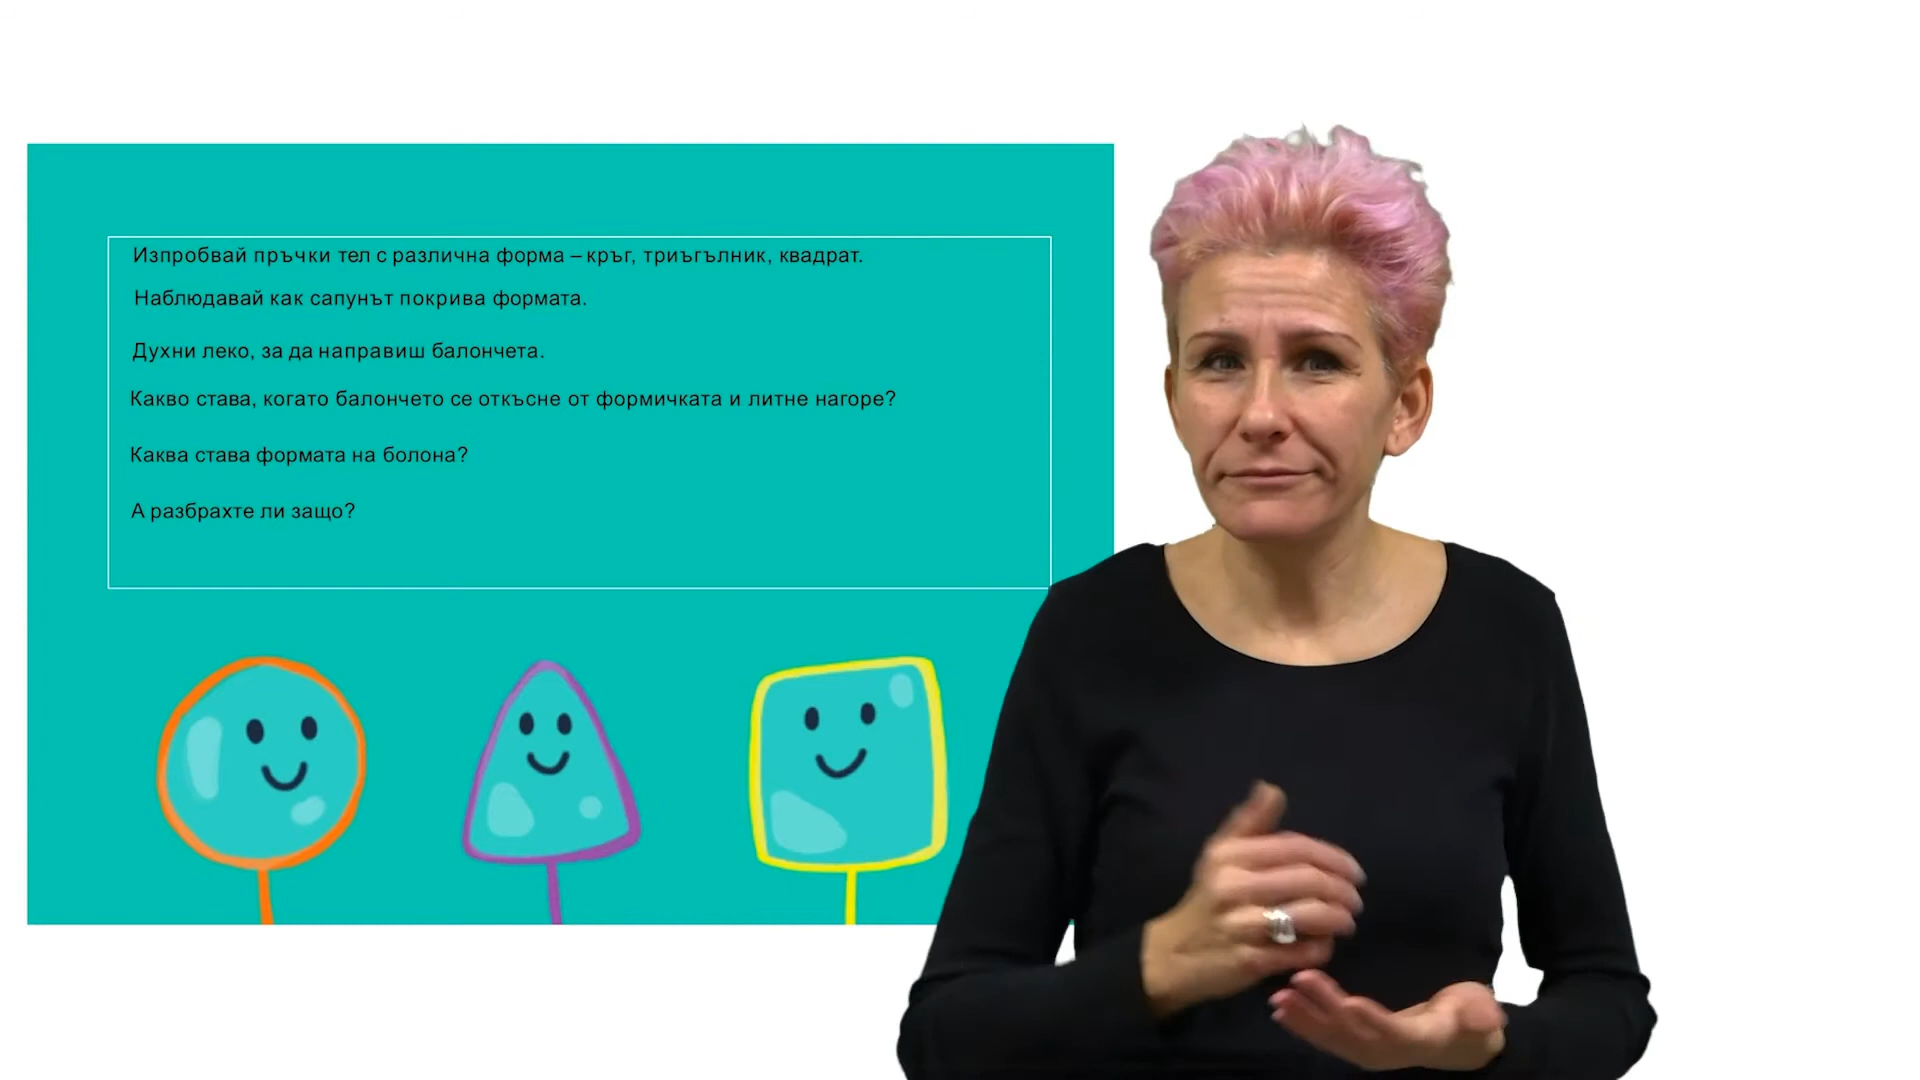 Изпробвай пръчки тел с различна форма – кръг, триъгълник, квадрат.
Наблюдавай как сапунът покрива формата.
Духни леко, за да направиш балончета.
Какво става, когато балончето се откъсне от формичката и литне нагоре?
Каква става формата на болона?
А разбрахте ли защо?